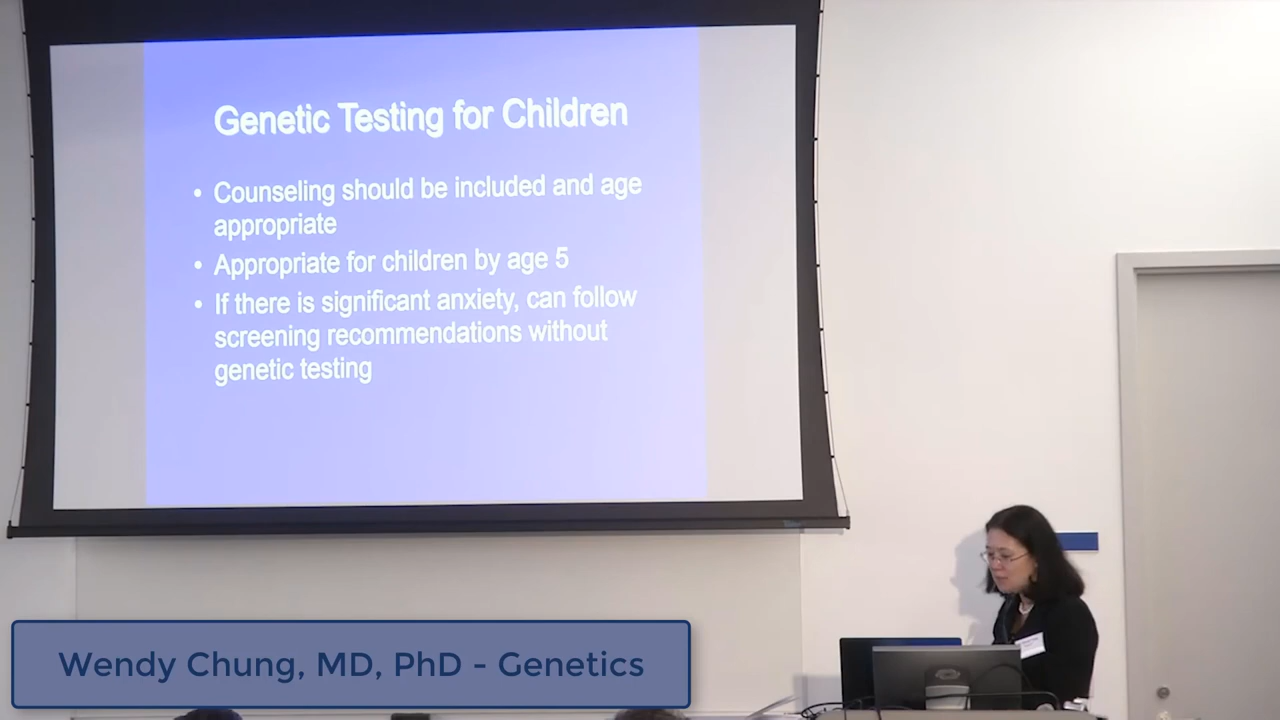 Genetic Testing for Children
• Counseling should be included and age
appropriate
• Appropriate for children by age 5
• If there is significant anxiety, can follow
screening recommendations without
genetic testing
Wendy Chung, MD, PhD - Genetics